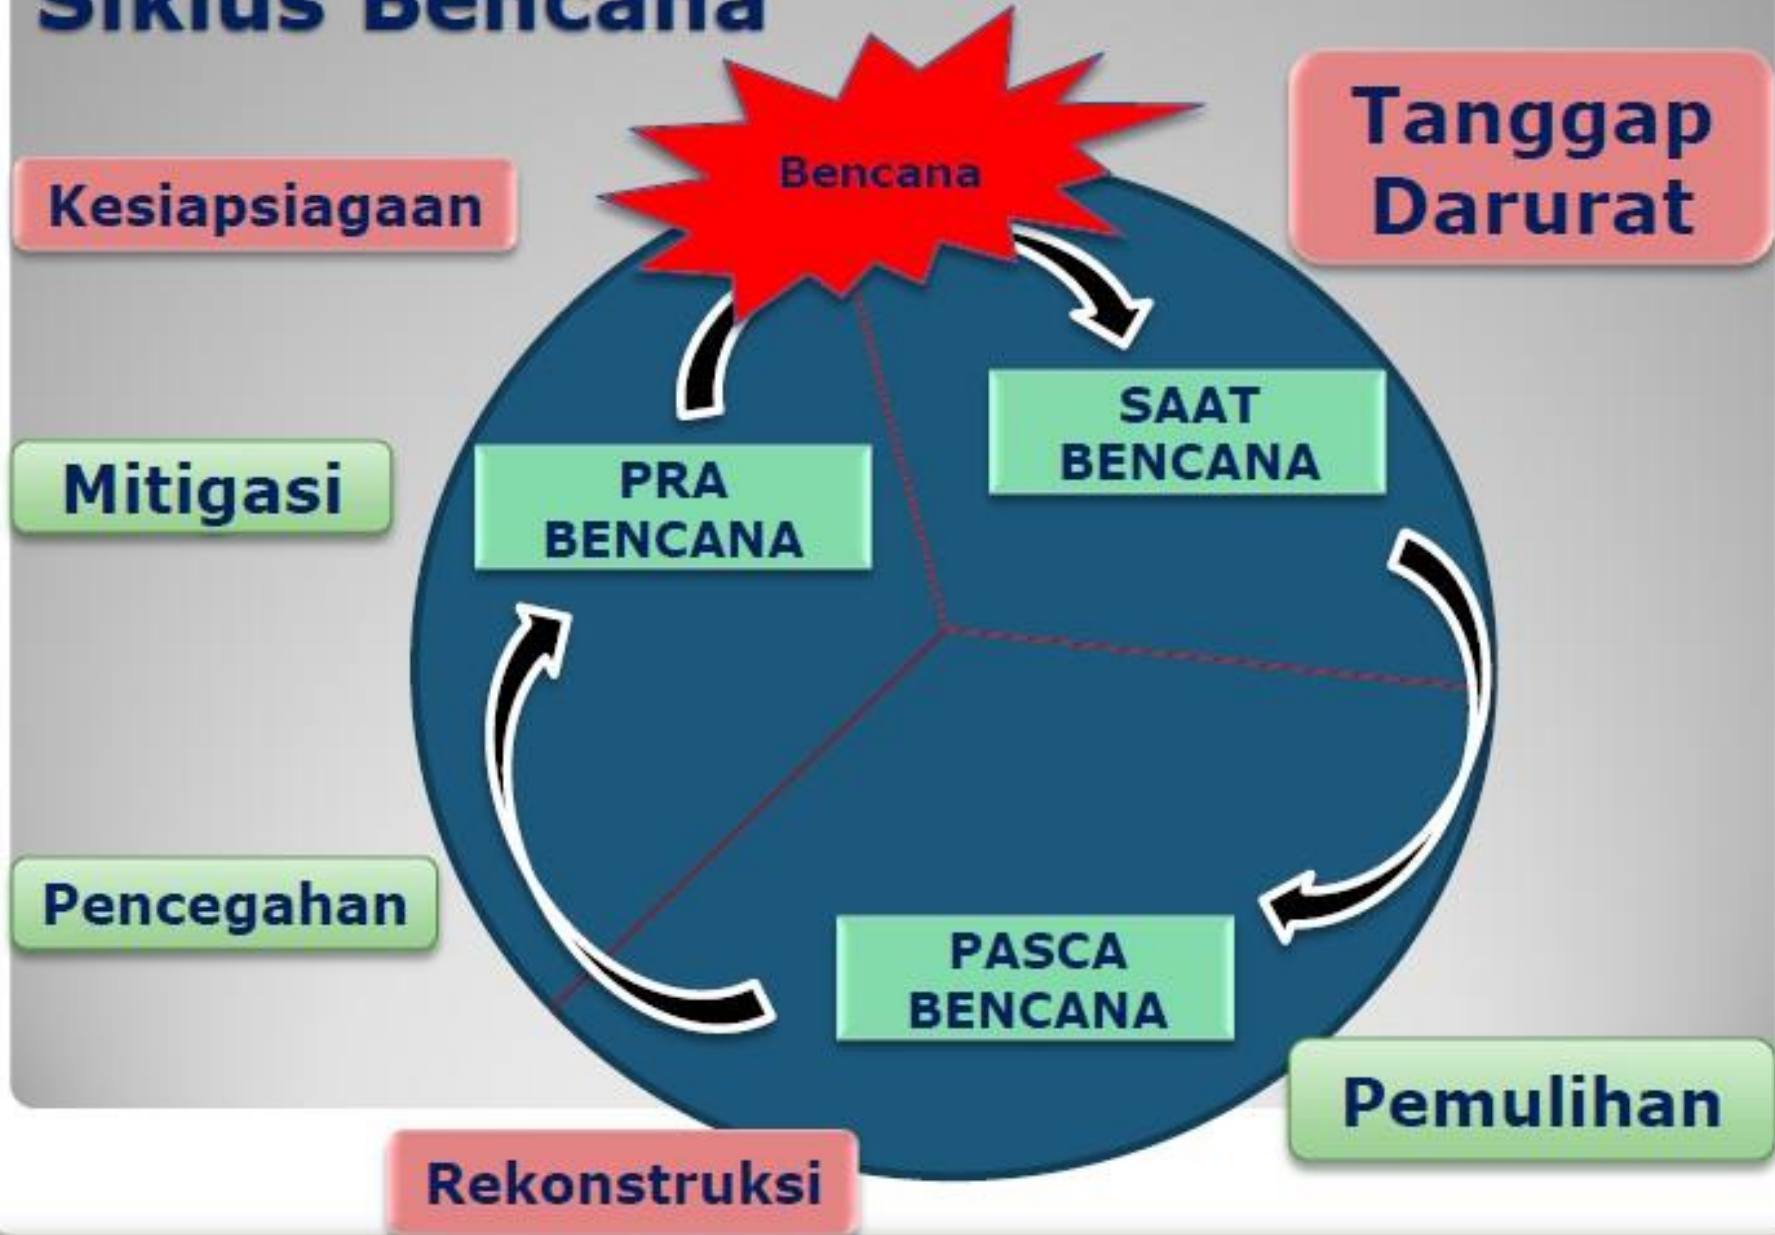 Siklus Bencana
Bencana
Tanggap
Darurat
Kesiapsiagaan
SAAT
BENCANA
PRA
BENCANA
Mitigasi
Pencegahan
PASCA
BENCANA
Pemulihan
Rekonstruksi